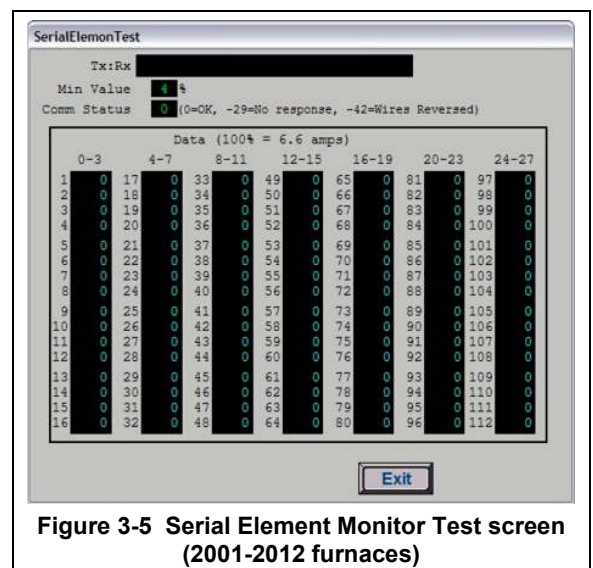 SerialElemonTest
Tx:Rx
Min Value 4 %
Comm Status 0 (0=OK, -29=No response, -42=Wires Reversed)
Data (100% = 6.6 amps)
0-3 4-7 8-11 12-15 16-19 20-23 24-27
1 0 17 0 33 0 49 0 65 0 81 0 97 0
2 0 18 0 34 0 50 0 66 0 82 0 98 0
3 0 19 0 35 0 51 0 67 0 83 0 99 0
4 0 20 0 36 0 52 0 68 0 84 0 100 0
5 0 21 0 37 0 53 0 69 0 85 0 101 0
6 0 22 0 38 0 54 0 70 0 86 0 102 0
7 0 23 0 39 0 55 0 71 0 87 0 103 0
8 0 24 0 40 0 56 0 72 0 88 0 104 0
9 0 25 0 41 0 57 0 73 0 89 0 105 0
10 0 26 0 42 0 58 0 74 0 90 0 106 0
11 0 27 0 43 0 59 0 75 0 91 0 107 0
12 0 28 0 44 0 60 0 76 0 92 0 108 0
13 0 29 0 45 0 61 0 77 0 93 0 109 0
14 0 30 0 46 0 62 0 78 0 94 0 110 0
15 0 31 0 47 0 63 0 79 0 95 0 111 0
16 0 32 0 48 0 64 0 80 0 96 0 112 0
Exit
Figure 3-5 Serial Element Monitor Test screen
(2001-2012 furnaces)